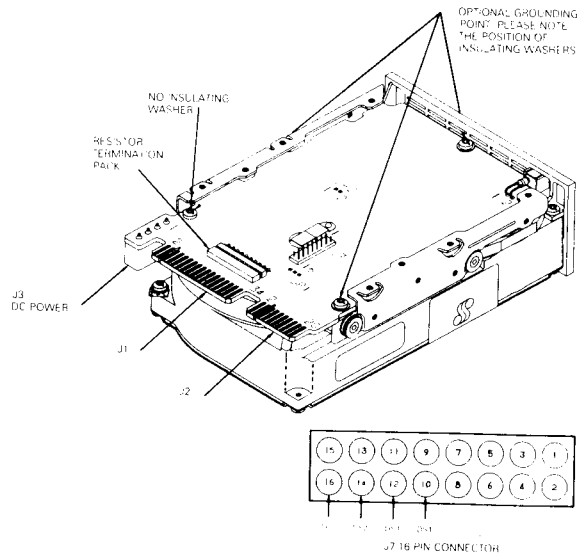 OPTIONAL GROUNDING
POINT. PLEASE NOTE
THE POSITION OF
INSULATING WASHERS
NO INSULATING
WASHER
RESISTOR
TERMINATION
PACK
J3
DC POWER
J1
J2
15 13 11 9 7 5 3 1
16 14 12 10 8 6 4 2
DS1
J7 16 PIN CONNECTOR